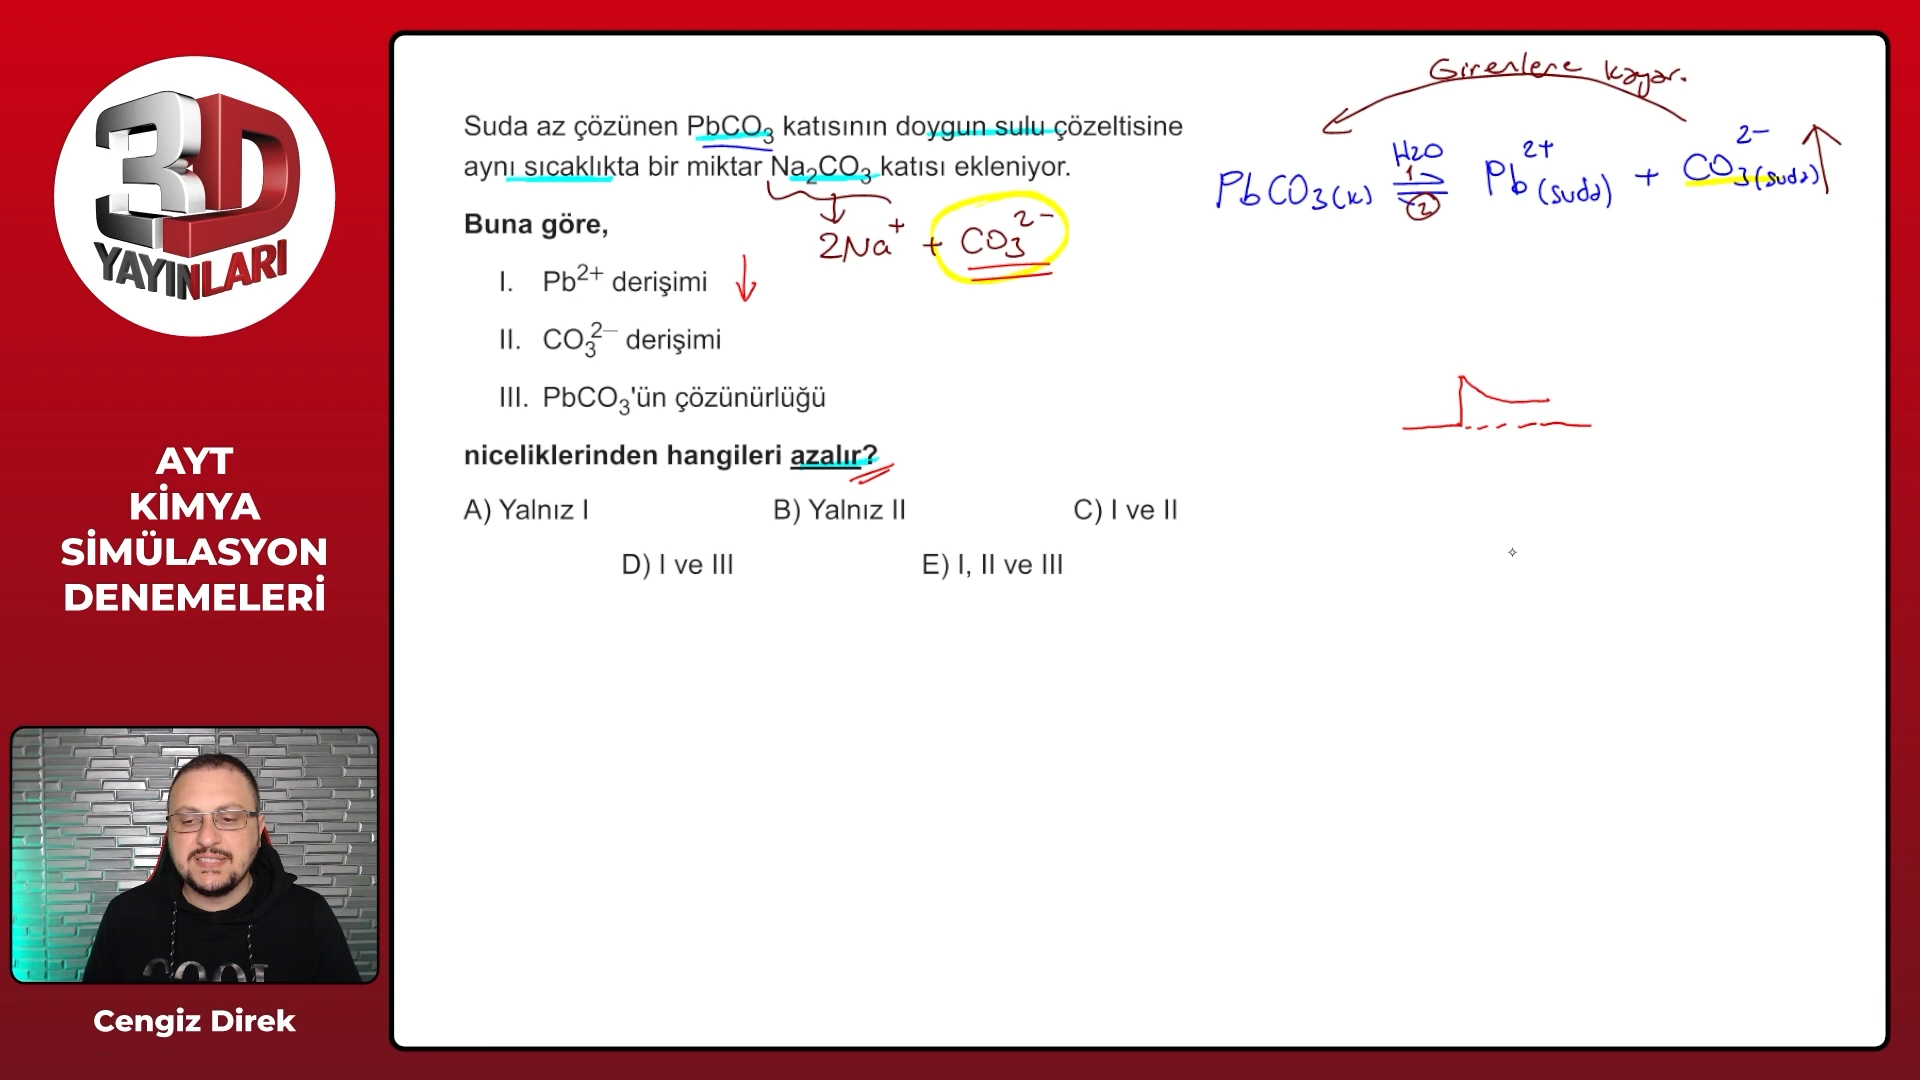 3D
YAYINLARI
AYT
KİMYA
SİMÜLASYON
DENEMELERİ
COOL
Cengiz Direk
Suda az çözünen PbCO₃ katısının doygun sulu çözeltisine
aynı sıcaklıkta bir miktar Na₂CO₃ katısı ekleniyor.
2Na⁺ + CO₃²⁻
Buna göre,
I. Pb²⁺ derişimi ↓
II. CO₃²⁻ derişimi
III. PbCO₃'ün çözünürlüğü
niceliklerinden hangileri azalır?
A) Yalnız I B) Yalnız II C) I ve II
D) I ve III E) I, II ve III
Girenlere kayar.
H2O
1
PbCO₃(k) ⇌ Pb²⁺(suda) + CO₃²⁻(suda) ↑
2